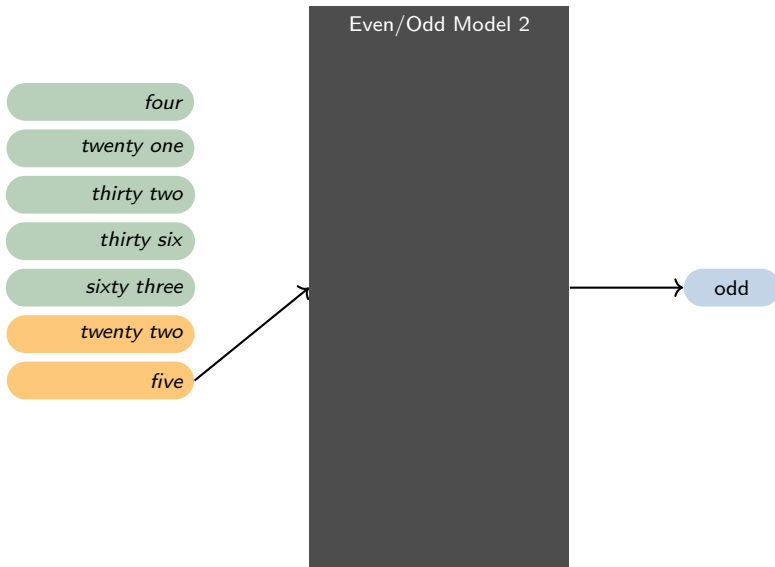 Even/Odd Model 2
four
twenty one
thirty two
thirty six
sixty three
twenty two
five
odd